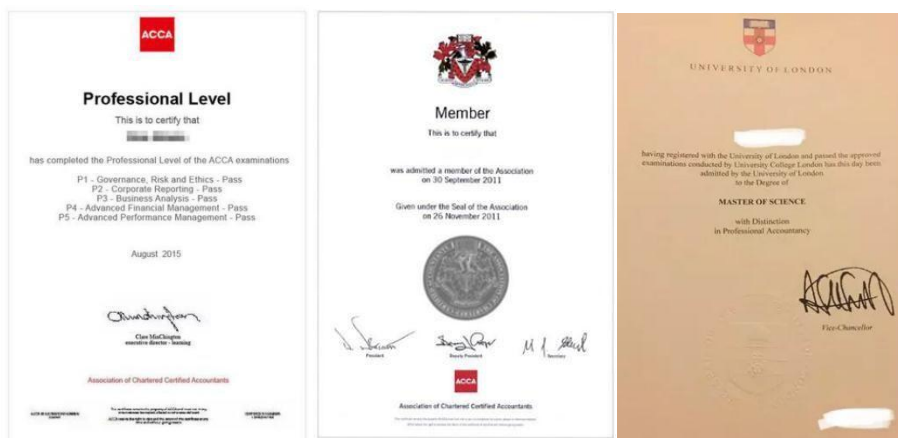 ACCA
Professional Level
This is to certify that
has completed the Professional Level of the ACCA examinations
P1 - Governance, Risk and Ethics - Pass
P2 - Corporate Reporting - Pass
P3 - Business Analysis - Pass
P4 - Advanced Financial Management - Pass
P5 - Advanced Performance Management - Pass
August 2015
Clare Minchington
executive director - learning
Association of Chartered Certified Accountants
Member
This is to certify that
was admitted a member of the Association
on 30 September 2011
Given under the Seal of the Association
on 26 November 2011
President
Deputy President
Secretary
ACCA
Association of Chartered Certified Accountants
UNIVERSITY OF LONDON
having registered with the University of London and passed the approved
examinations conducted by University College London has this day been
admitted by the University of London
to the Degree of
MASTER OF SCIENCE
with Distinction
in Professional Accountancy
Vice-Chancellor